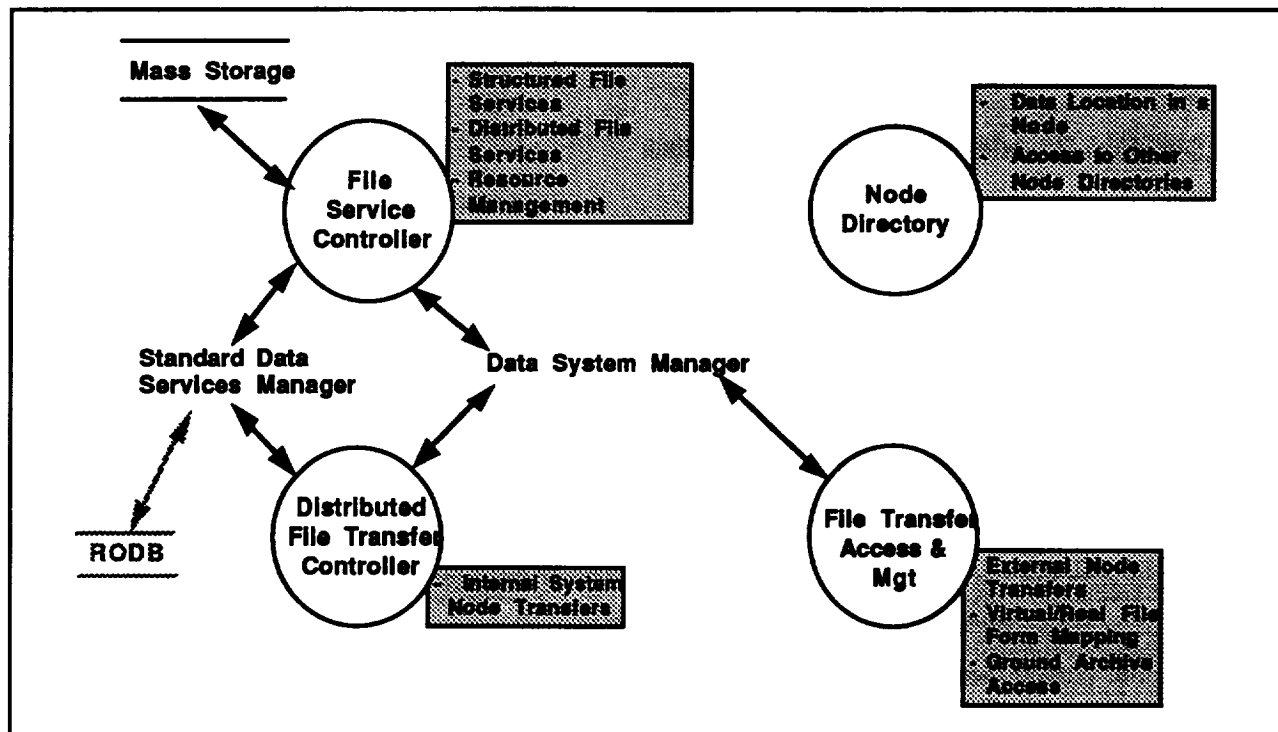 Mass Storage
- Structured File
Services
- Distributed File
Services
- Resource
Management
File
Service
Controller
- Data Location in a
Node
- Access to Other
Node Directories
Node
Directory
Standard Data
Services Manager
Data System Manager
RODB
Distributed
File Transfer
Controller
- Internal System
Node Transfers
File Transfer
Access &
Mgt
- External Node
Transfers
- Virtual/Real File
Form Mapping
- Ground Archive
Access